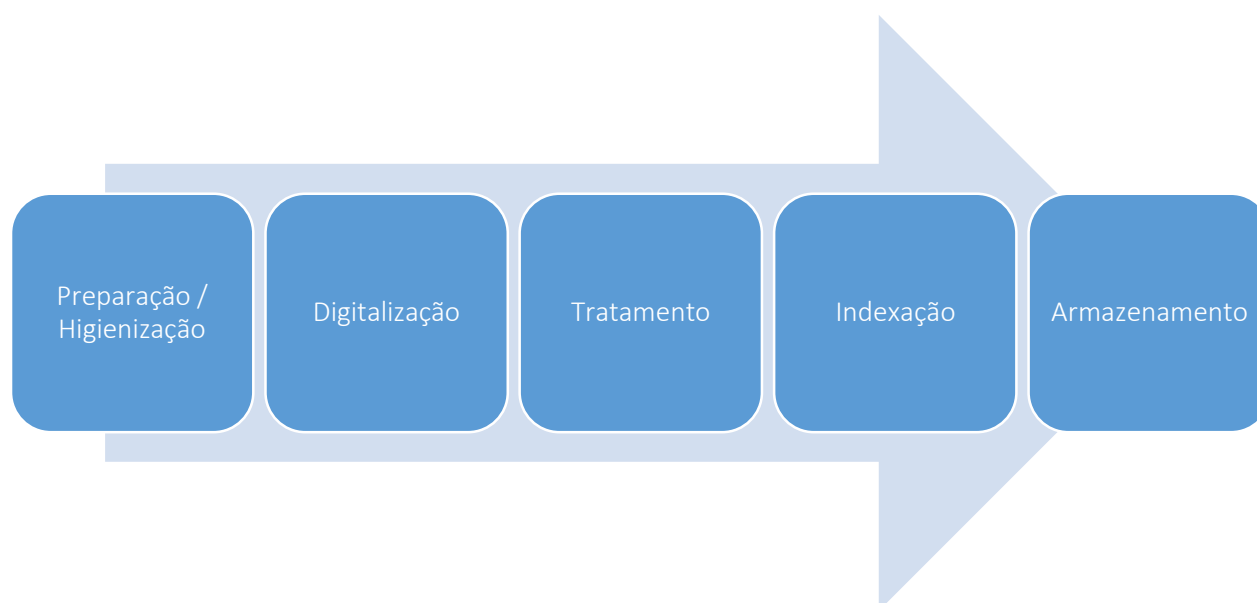 Preparação /
Higienização
Digitalização
Tratamento
Indexação
Armazenamento